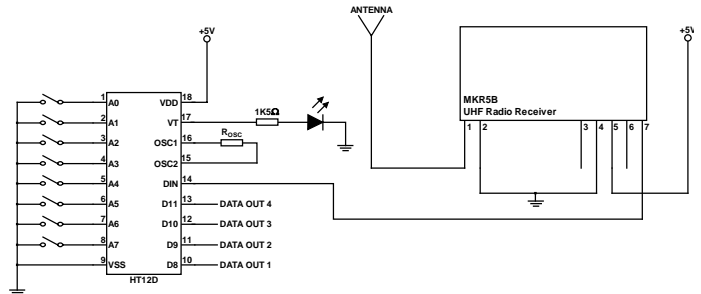 ANTENNA
+5V
+5V
MKR5B
UHF Radio Receiver
1 2 3 4 5 6 7
1 A0 VDD 18
2 A1 VT 17
1K5Ω
3 A2 OSC1 16
ROSC
4 A3 OSC2 15
5 A4 DIN 14
6 A5 D11 13 DATA OUT 4
7 A6 D10 12 DATA OUT 3
8 A7 D9 11 DATA OUT 2
9 VSS D8 10 DATA OUT 1
HT12D